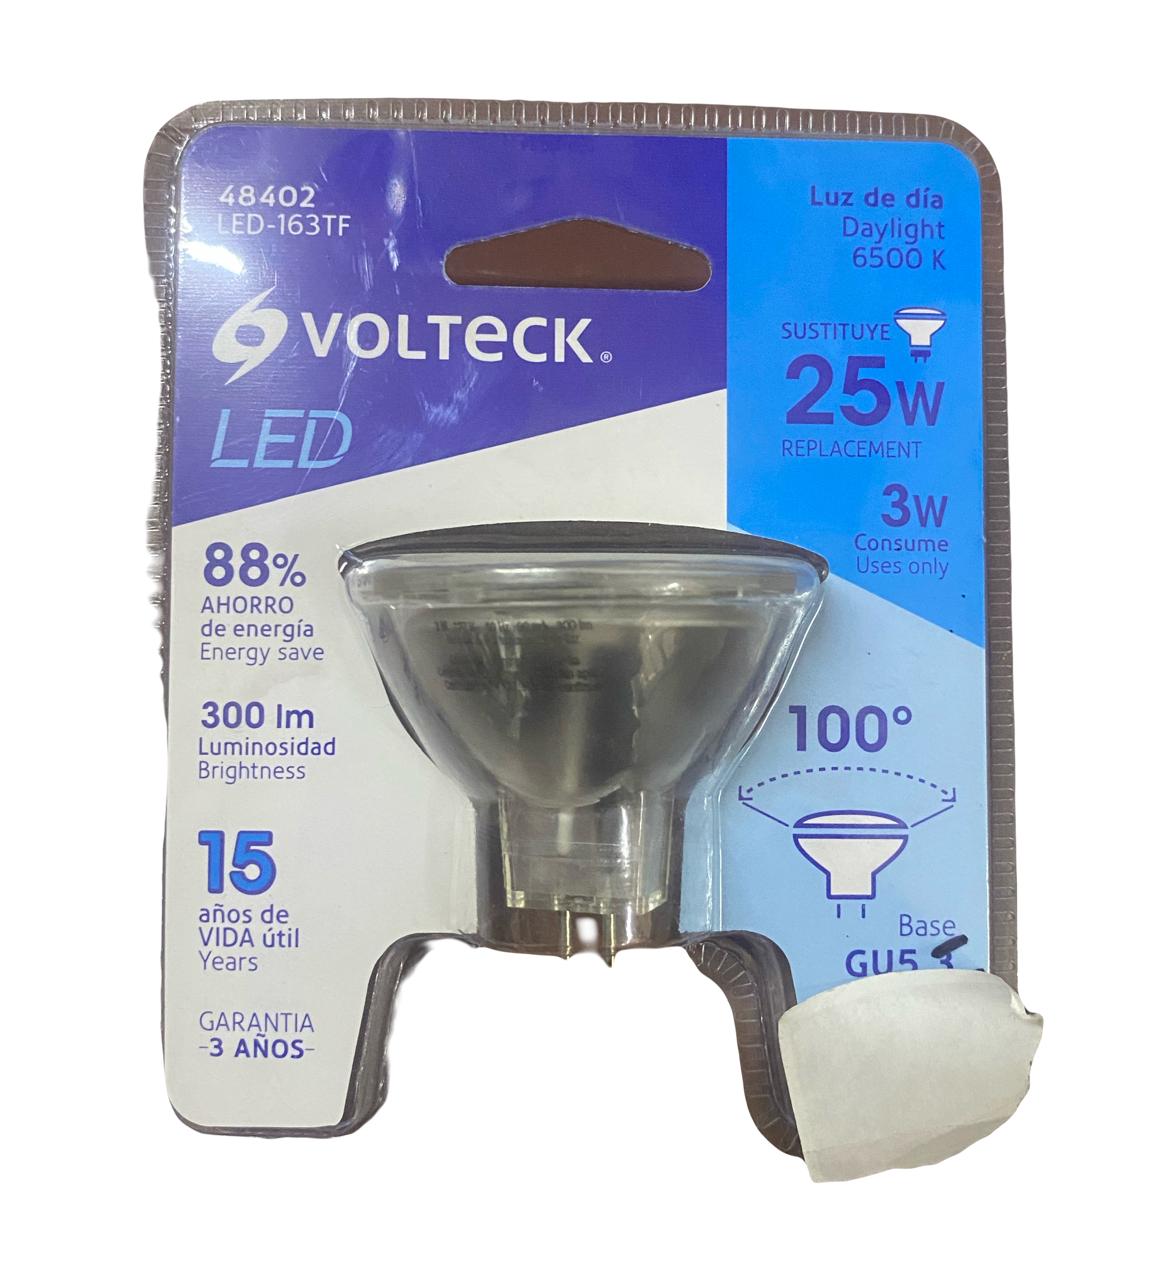 48402
LED-163TF
VOLTECK®
LED
88%
AHORRO
de energía
Energy save
300 lm
Luminosidad
Brightness
15
años de
VIDA útil
Years
GARANTIA
-3 AÑOS-
Luz de día
Daylight
6500 K
SUSTITUYE
25W
REPLACEMENT
3W
Consume
Uses only
100°
Base
GU5.3